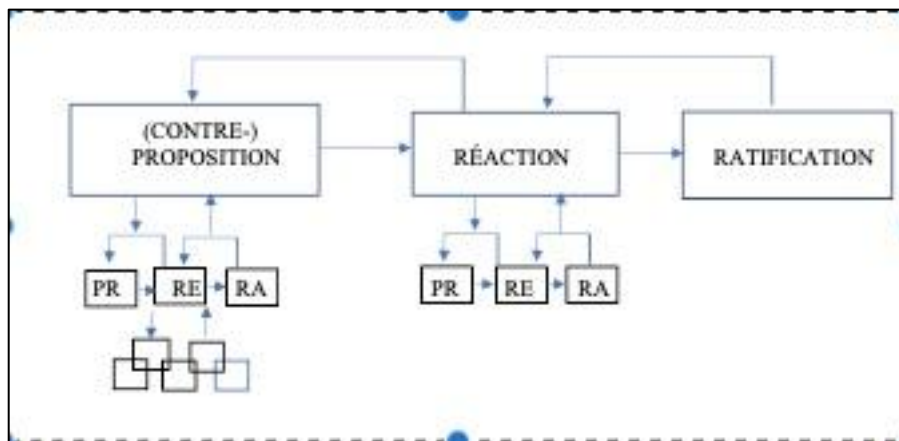 (CONTRE-)
PROPOSITION
RÉACTION
RATIFICATION
PR
RE
RA
PR
RE
RA